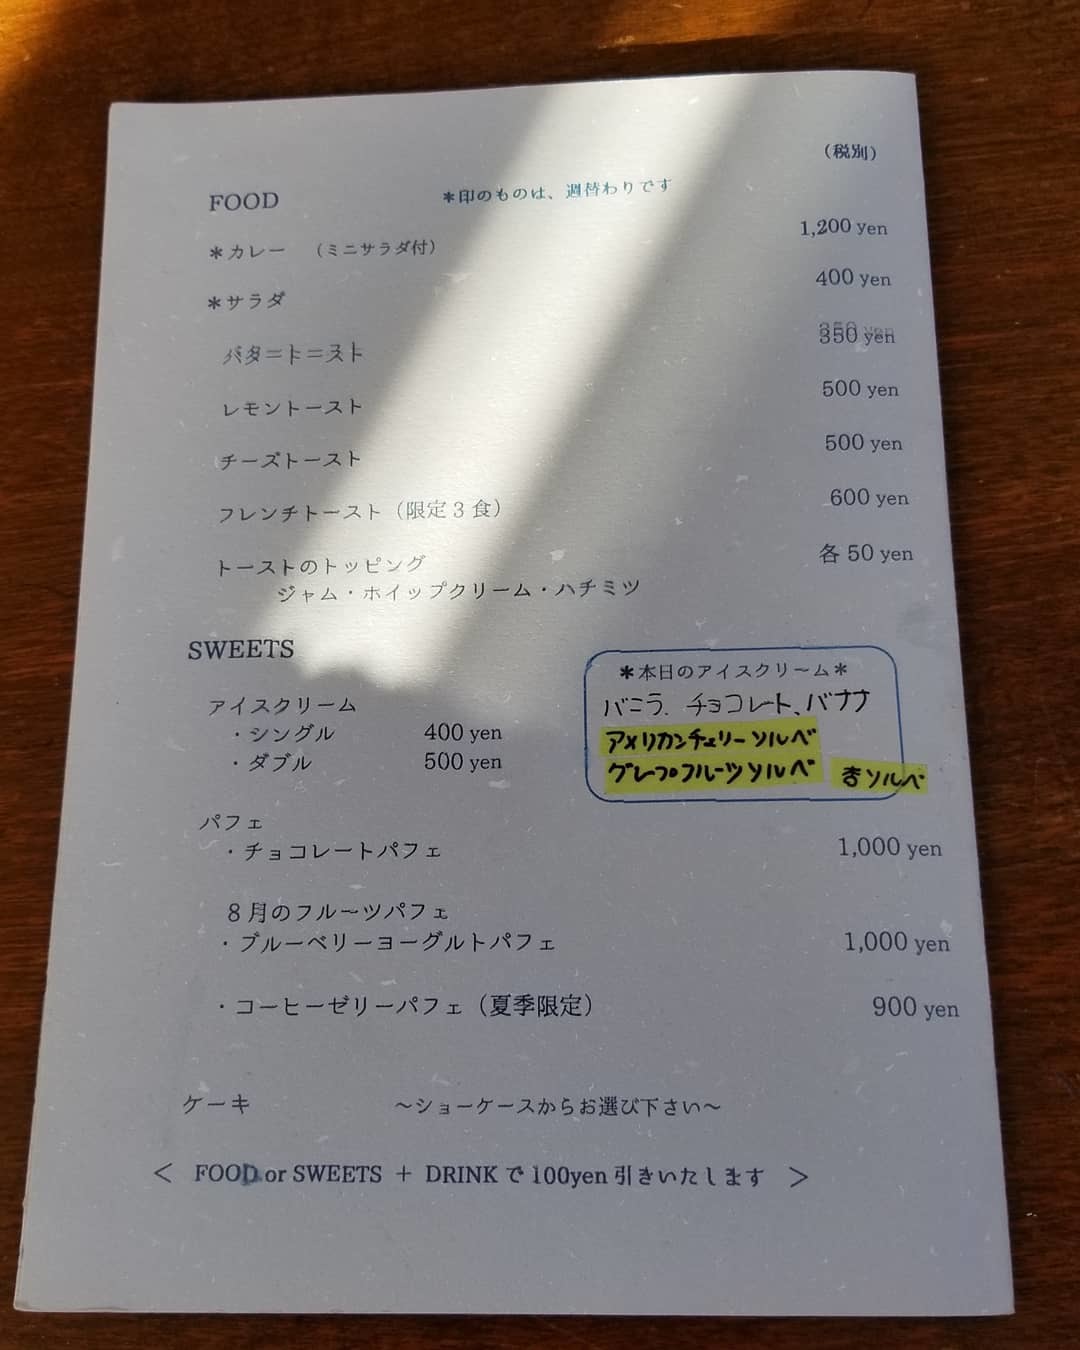 （税別）
FOOD ＊印のものは、週替わりです
＊カレー （ミニサラダ付） 1,200 yen
＊サラダ 400 yen
バタートースト 350 yen
レモントースト 500 yen
チーズトースト 500 yen
フレンチトースト（限定３食） 600 yen
トーストのトッピング 各 50 yen
ジャム・ホイップクリーム・ハチミツ
SWEETS
＊本日のアイスクリーム＊
バニラ、チョコレート、バナナ
アメリカンチェリーソルベ
グレープフルーツソルベ 杏ソルベ
アイスクリーム
・シングル 400 yen
・ダブル 500 yen
パフェ
・チョコレートパフェ 1,000 yen
８月のフルーツパフェ
・ブルーベリーヨーグルトパフェ 1,000 yen
・コーヒーゼリーパフェ（夏季限定） 900 yen
ケーキ ～ショーケースからお選び下さい～
＜ FOOD or SWEETS ＋ DRINK で 100yen 引きいたします ＞